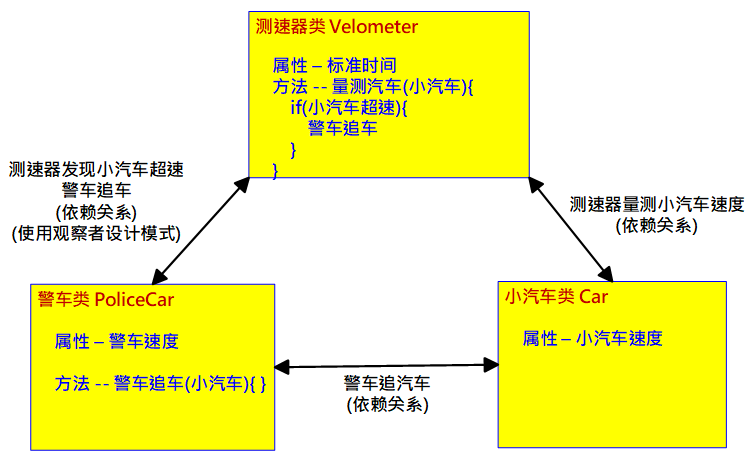 测速器类 Velometer
属性 – 标准时间
方法 -- 量测汽车(小汽车){
if(小汽车超速){
警车追车
}
}
测速器发现小汽车超速
警车追车
(依赖关系)
(使用观察者设计模式)
测速器量测小汽车速度
(依赖关系)
警车类 PoliceCar
属性 – 警车速度
方法 -- 警车追车(小汽车){ }
小汽车类 Car
属性 – 小汽车速度
警车追汽车
(依赖关系)